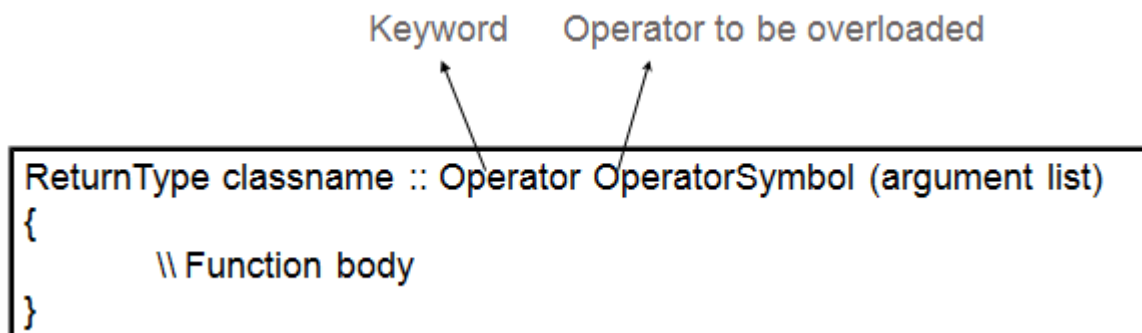 Keyword Operator to be overloaded
ReturnType classname :: Operator OperatorSymbol (argument list)
{
\\ Function body
}